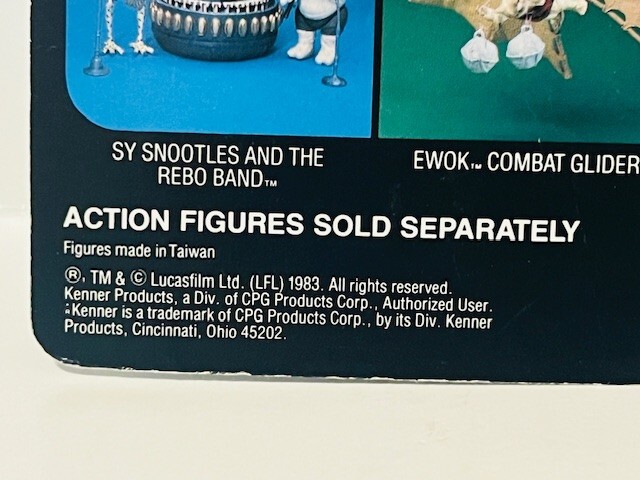 SY SNOOTLES AND THE
REBO BAND™
EWOK™ COMBAT GLIDER
ACTION FIGURES SOLD SEPARATELY
Figures made in Taiwan
®, TM & © Lucasfilm Ltd. (LFL) 1983. All rights reserved.
Kenner Products, a Div. of CPG Products Corp., Authorized User.
Kenner is a trademark of CPG Products Corp., by its Div. Kenner
Products, Cincinnati, Ohio 45202.